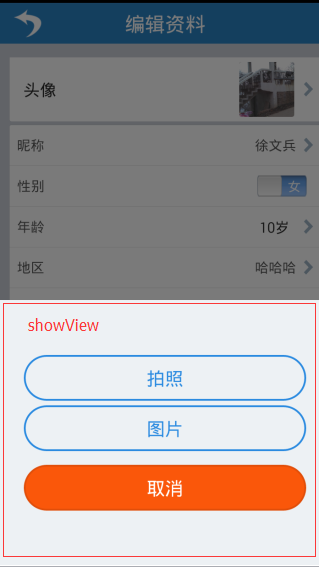 编辑资料
头像
昵称 徐文兵
性别 女
年龄 10岁
地区 哈哈哈
showView
拍照
图片
取消